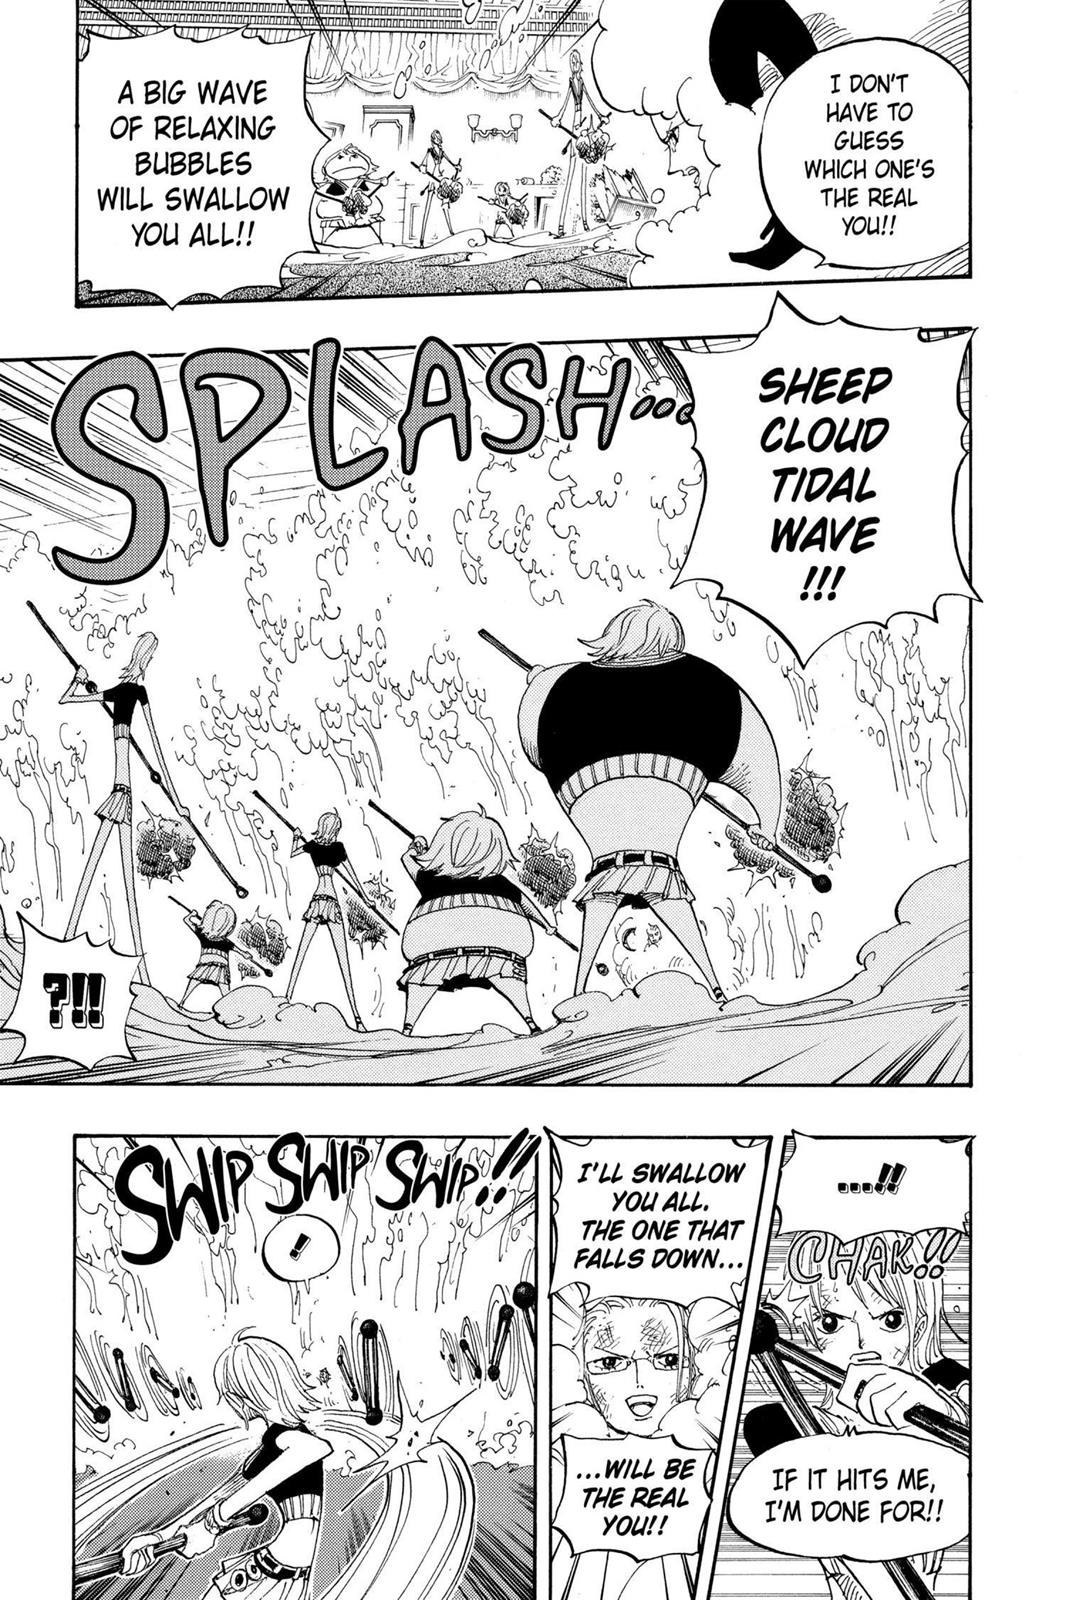 I DON'T
HAVE TO
GUESS
WHICH ONE'S
THE REAL
YOU!!
A BIG WAVE
OF RELAXING
BUBBLES
WILL SWALLOW
YOU ALL!!
SHEEP
CLOUD
TIDAL
WAVE
!!!
SPLASH...
?!!
...!!
CHAK!!
IF IT HITS ME,
I'M DONE FOR!!
I'LL SWALLOW
YOU ALL.
THE ONE THAT
FALLS DOWN...
...WILL BE
THE REAL
YOU!!
SWIP SWIP SWIP!!
!